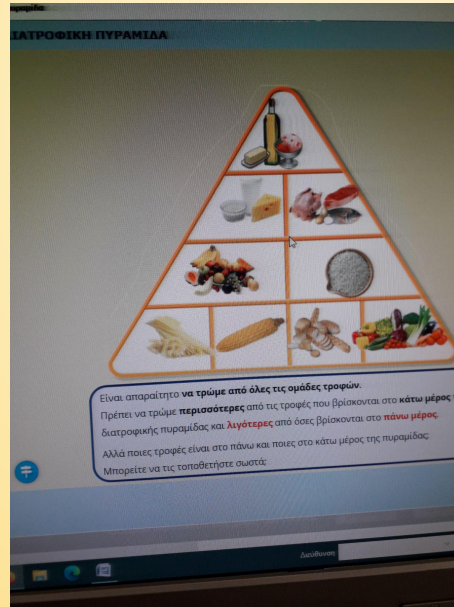 ΔΙΑΤΡΟΦΙΚΗ ΠΥΡΑΜΙΔΑ
Είναι απαραίτητο να τρώμε από όλες τις ομάδες τροφών.
Πρέπει να τρώμε περισσότερες από τις τροφές που βρίσκονται στο κάτω μέρος
διατροφικής πυραμίδας και λιγότερες από όσες βρίσκονται στο πάνω μέρος.
Αλλά ποιες τροφές είναι στο πάνω και ποιες στο κάτω μέρος της πυραμίδας;
Μπορείτε να τις τοποθετήστε σωστά;
Διεύθυνση